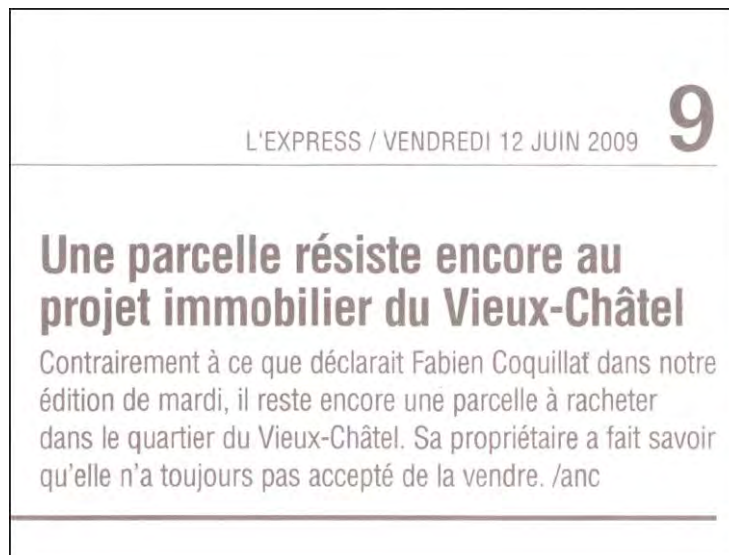 L'EXPRESS / VENDREDI 12 JUIN 2009 9
Une parcelle résiste encore au
projet immobilier du Vieux-Châtel
Contrairement à ce que déclarait Fabien Coquillat dans notre
édition de mardi, il reste encore une parcelle à racheter
dans le quartier du Vieux-Châtel. Sa propriétaire a fait savoir
qu'elle n'a toujours pas accepté de la vendre. /anc